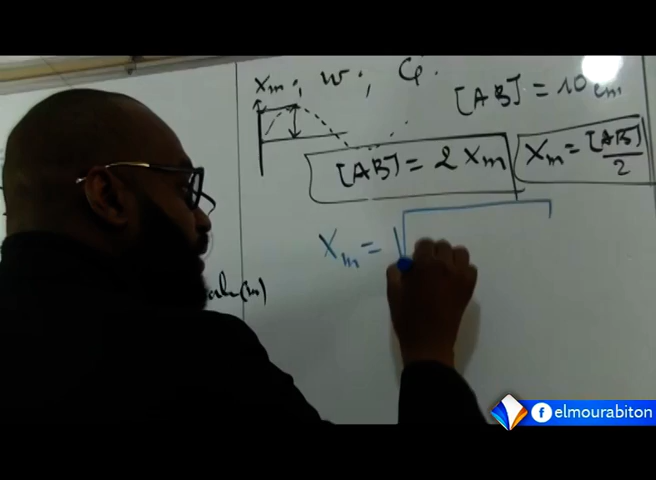 Xm ; w ; φ.
[AB] = 10 cm
[AB] = 2 Xm
Xm = [AB]/2
Xm = √
(m)
elmourabiton